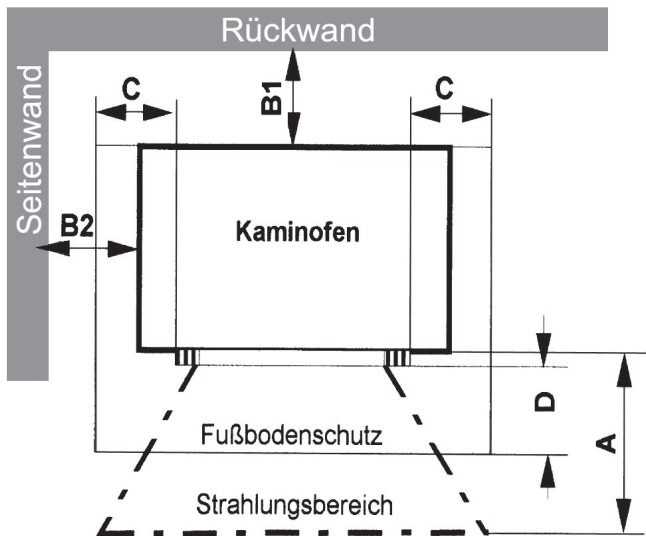 Rückwand
Seitenwand
C
B1
C
B2
Kaminofen
D
A
Fußbodenschutz
Strahlungsbereich